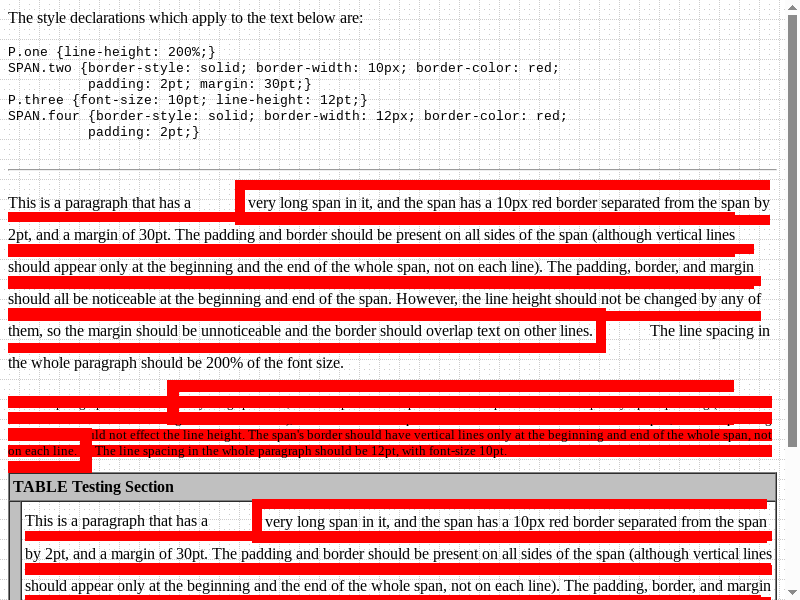 The style declarations which apply to the text below are:
P.one {line-height: 200%;}
SPAN.two {border-style: solid; border-width: 10px; border-color: red;
padding: 2pt; margin: 30pt;}
P.three {font-size: 10pt; line-height: 12pt;}
SPAN.four {border-style: solid; border-width: 12px; border-color: red;
padding: 2pt;}
This is a paragraph that has a very long span in it, and the span has a 10px red border separated from the span by
2pt, and a margin of 30pt. The padding and border should be present on all sides of the span (although vertical lines
should appear only at the beginning and the end of the whole span, not on each line). The padding, border, and margin
should all be noticeable at the beginning and end of the span. However, the line height should not be changed by any of
them, so the margin should be unnoticeable and the border should overlap text on other lines. The line spacing in
the whole paragraph should be 200% of the font size.
not effect the line height. The span's border should have vertical lines only at the beginning and end of the whole span, not
on each line. The line spacing in the whole paragraph should be 12pt, with font-size 10pt.
TABLE Testing Section
This is a paragraph that has a very long span in it, and the span has a 10px red border separated from the span
by 2pt, and a margin of 30pt. The padding and border should be present on all sides of the span (although vertical lines
should appear only at the beginning and the end of the whole span, not on each line). The padding, border, and margin